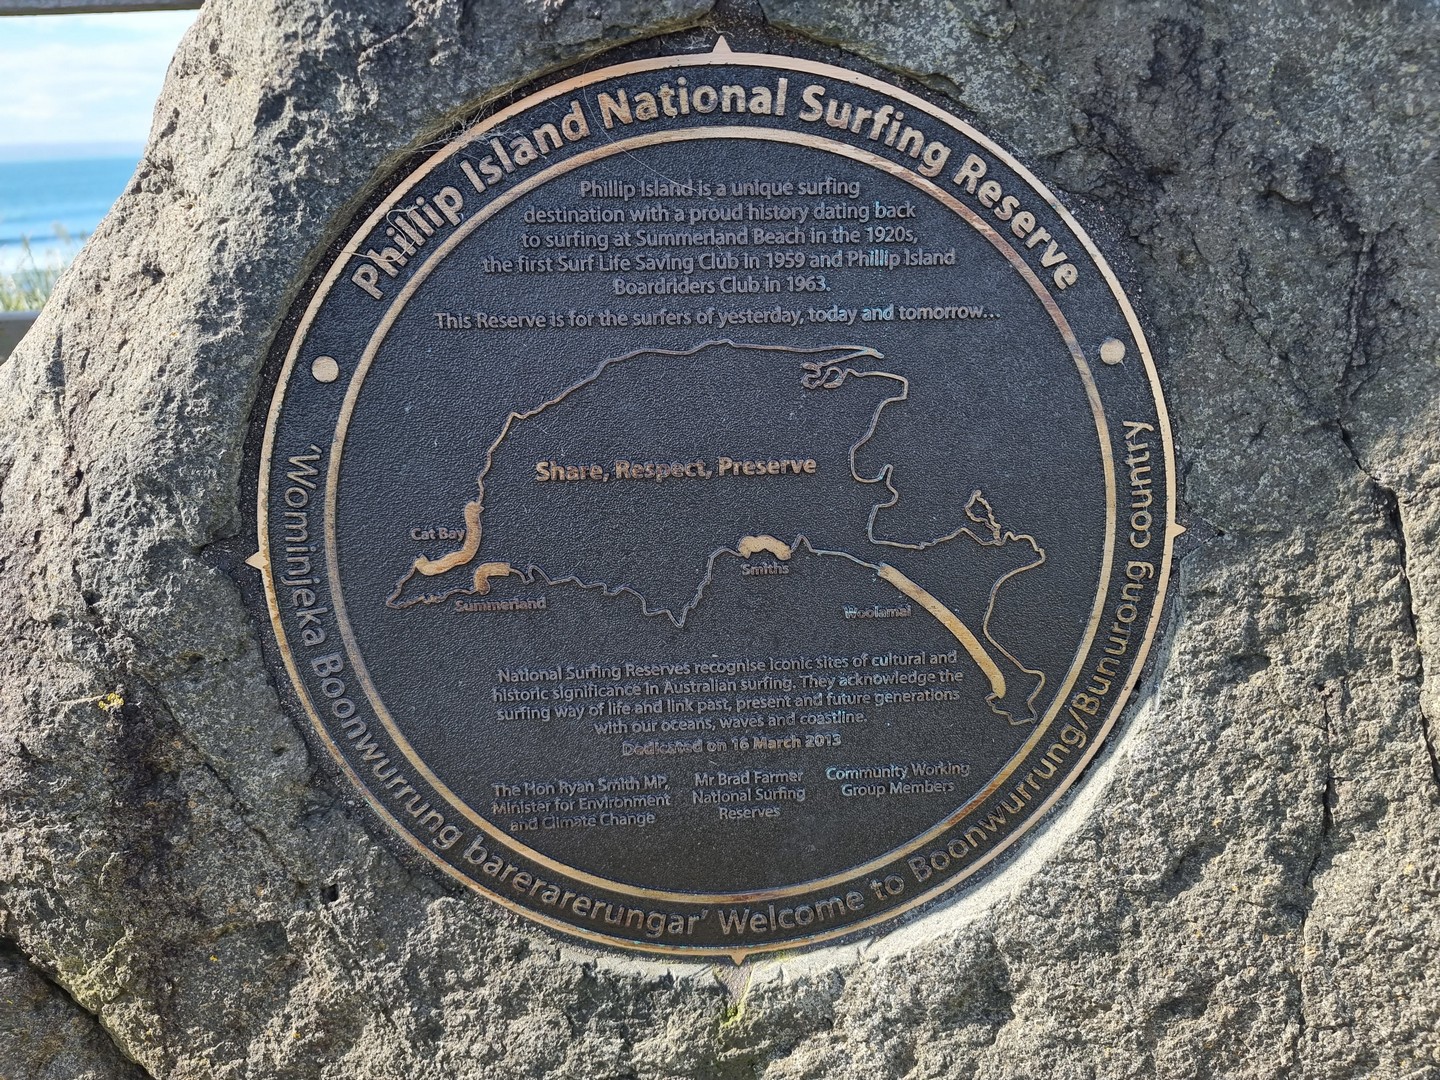 Phillip Island National Surfing Reserve
Phillip Island is a unique surfing
destination with a proud history dating back
to surfing at Summerland Beach in the 1920s,
the first Surf Life Saving Club in 1959 and Phillip Island
Boardriders Club in 1963.
This Reserve is for the surfers of yesterday, today and tomorrow...
Share, Respect, Preserve
Cat Bay
Summerland
Smiths
Woolamai
National Surfing Reserves recognise iconic sites of cultural and
historic significance in Australian surfing. They acknowledge the
surfing way of life and link past, present and future generations
with our oceans, waves and coastline.
Dedicated on 16 March 2013
The Hon Ryan Smith MP,
Minister for Environment
and Climate Change
Mr Brad Farmer
National Surfing
Reserves
Community Working
Group Members
'Wominjeka Boonwurrung barerarerungar' Welcome to Boonwurrung/Bunurong country